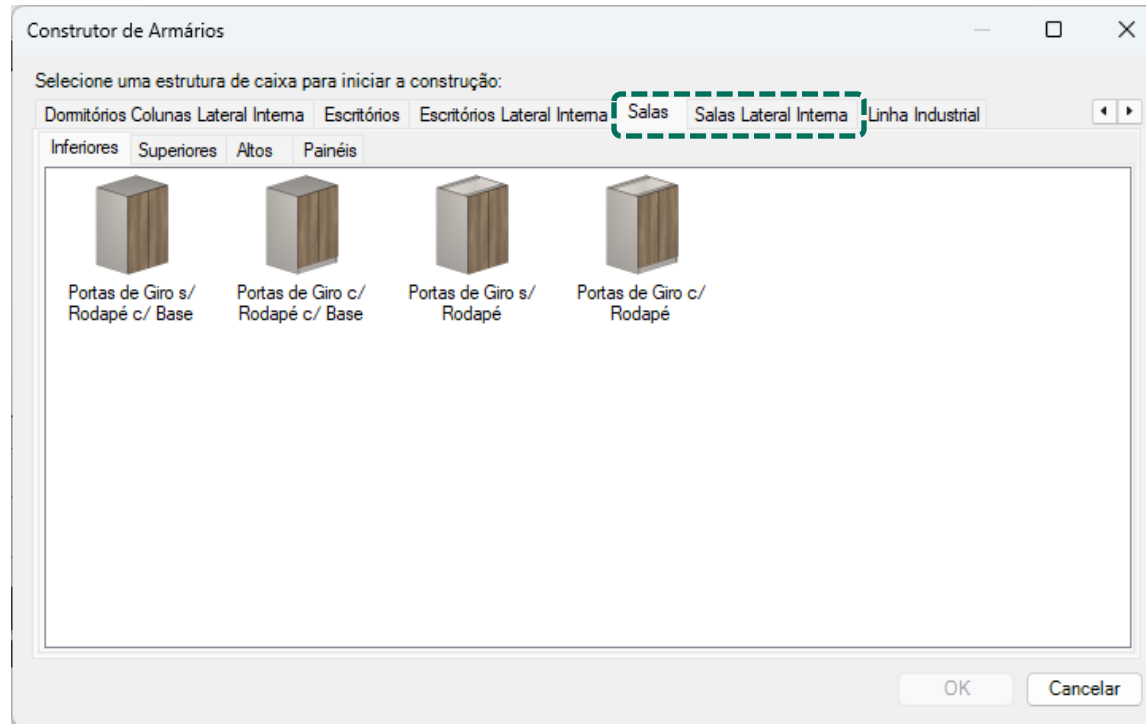 Construtor de Armários
Selecione uma estrutura de caixa para iniciar a construção:
Dormitórios Colunas Lateral Interna Escritórios Escritórios Lateral Interna Salas Salas Lateral Interna Linha Industrial
Inferiores Superiores Altos Painéis
Portas de Giro s/ Portas de Giro c/ Portas de Giro s/ Portas de Giro c/
Rodapé c/ Base Rodapé c/ Base Rodapé Rodapé
OK Cancelar